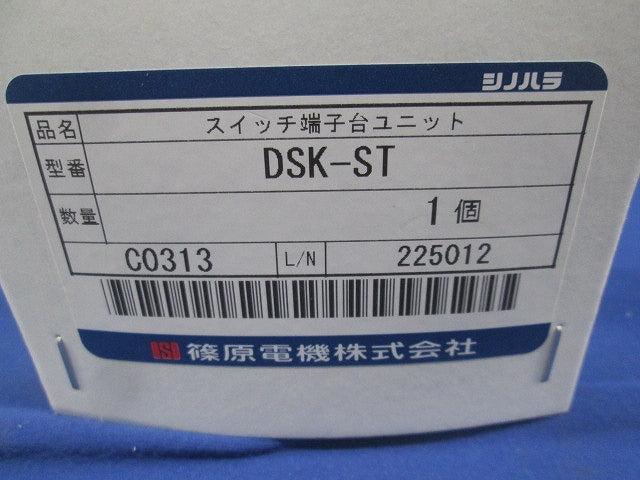 シノハラ
品名 スイッチ端子台ユニット
型番 DSK-ST
数量 1個
C0313 L/N 225012
篠原電機株式会社